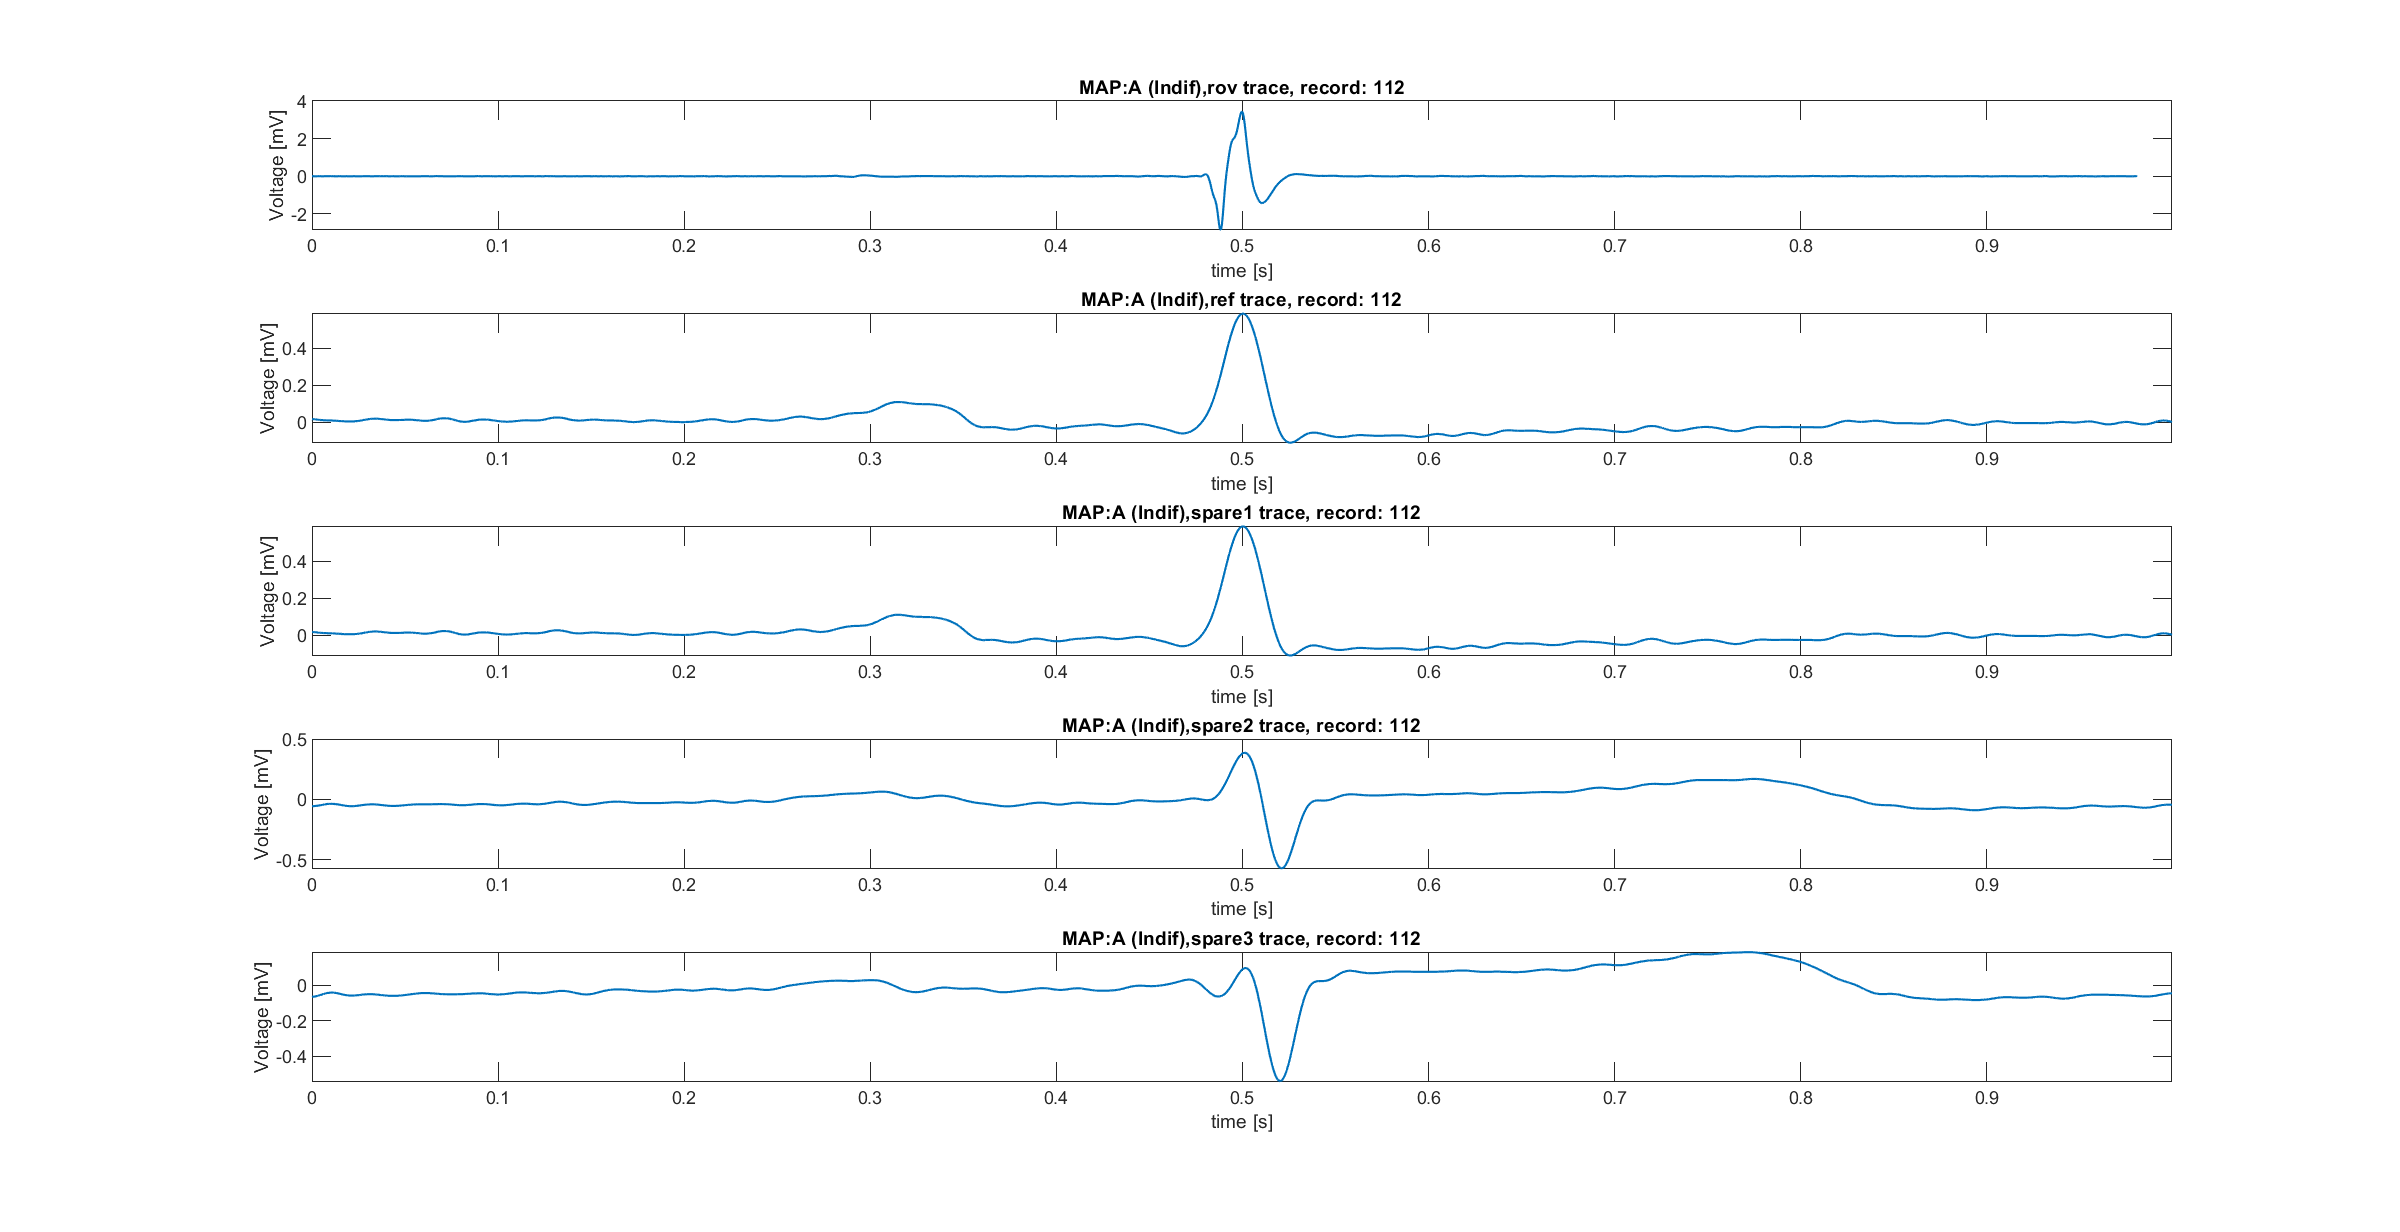 MAP:A (Indif),rov trace, record: 112
Voltage [mV]
4
2
0
-2
0 0.1 0.2 0.3 0.4 0.5 0.6 0.7 0.8 0.9
time [s]
MAP:A (Indif),ref trace, record: 112
Voltage [mV]
0.4
0.2
0
0 0.1 0.2 0.3 0.4 0.5 0.6 0.7 0.8 0.9
time [s]
MAP:A (Indif),spare1 trace, record: 112
Voltage [mV]
0.4
0.2
0
0 0.1 0.2 0.3 0.4 0.5 0.6 0.7 0.8 0.9
time [s]
MAP:A (Indif),spare2 trace, record: 112
Voltage [mV]
0.5
0
-0.5
0 0.1 0.2 0.3 0.4 0.5 0.6 0.7 0.8 0.9
time [s]
MAP:A (Indif),spare3 trace, record: 112
Voltage [mV]
0
-0.2
-0.4
0 0.1 0.2 0.3 0.4 0.5 0.6 0.7 0.8 0.9
time [s]